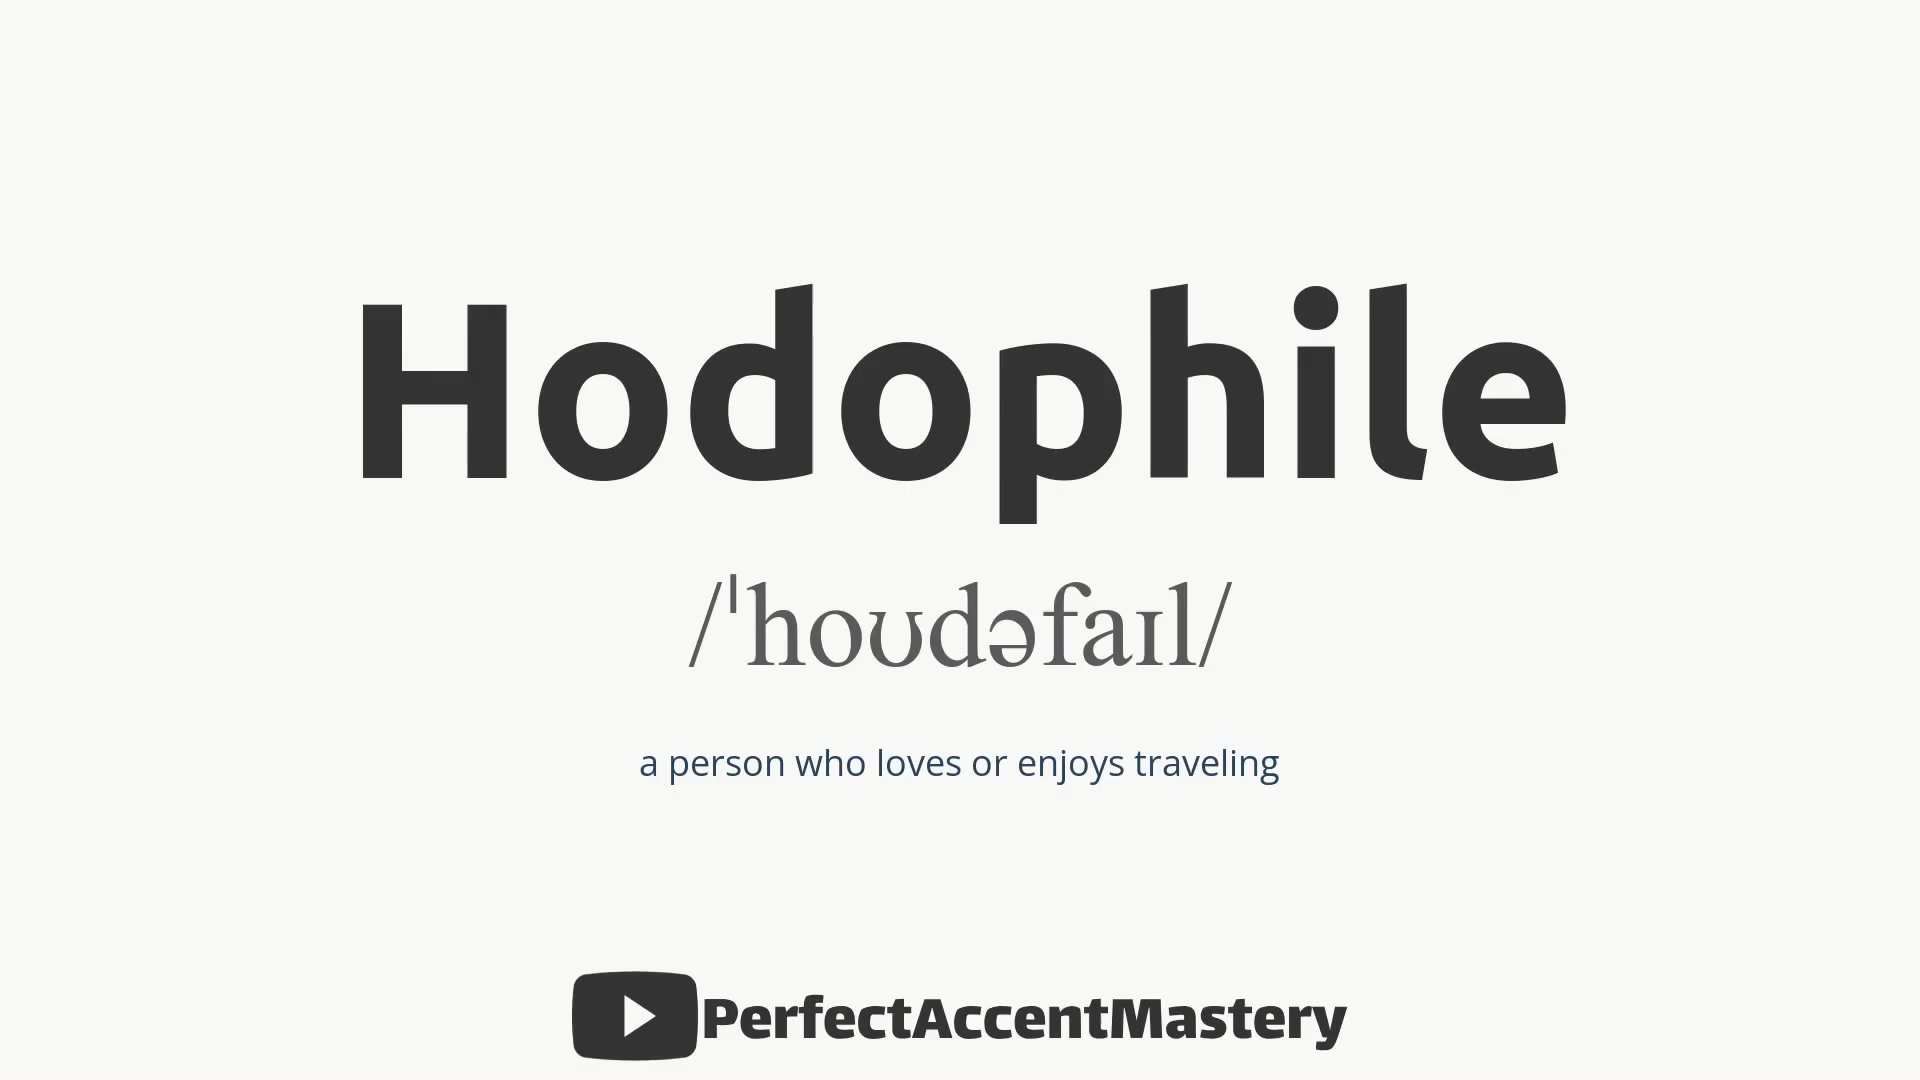 Hodophile
/ˈhoʊdəfaɪl/
a person who loves or enjoys traveling
PerfectAccentMastery